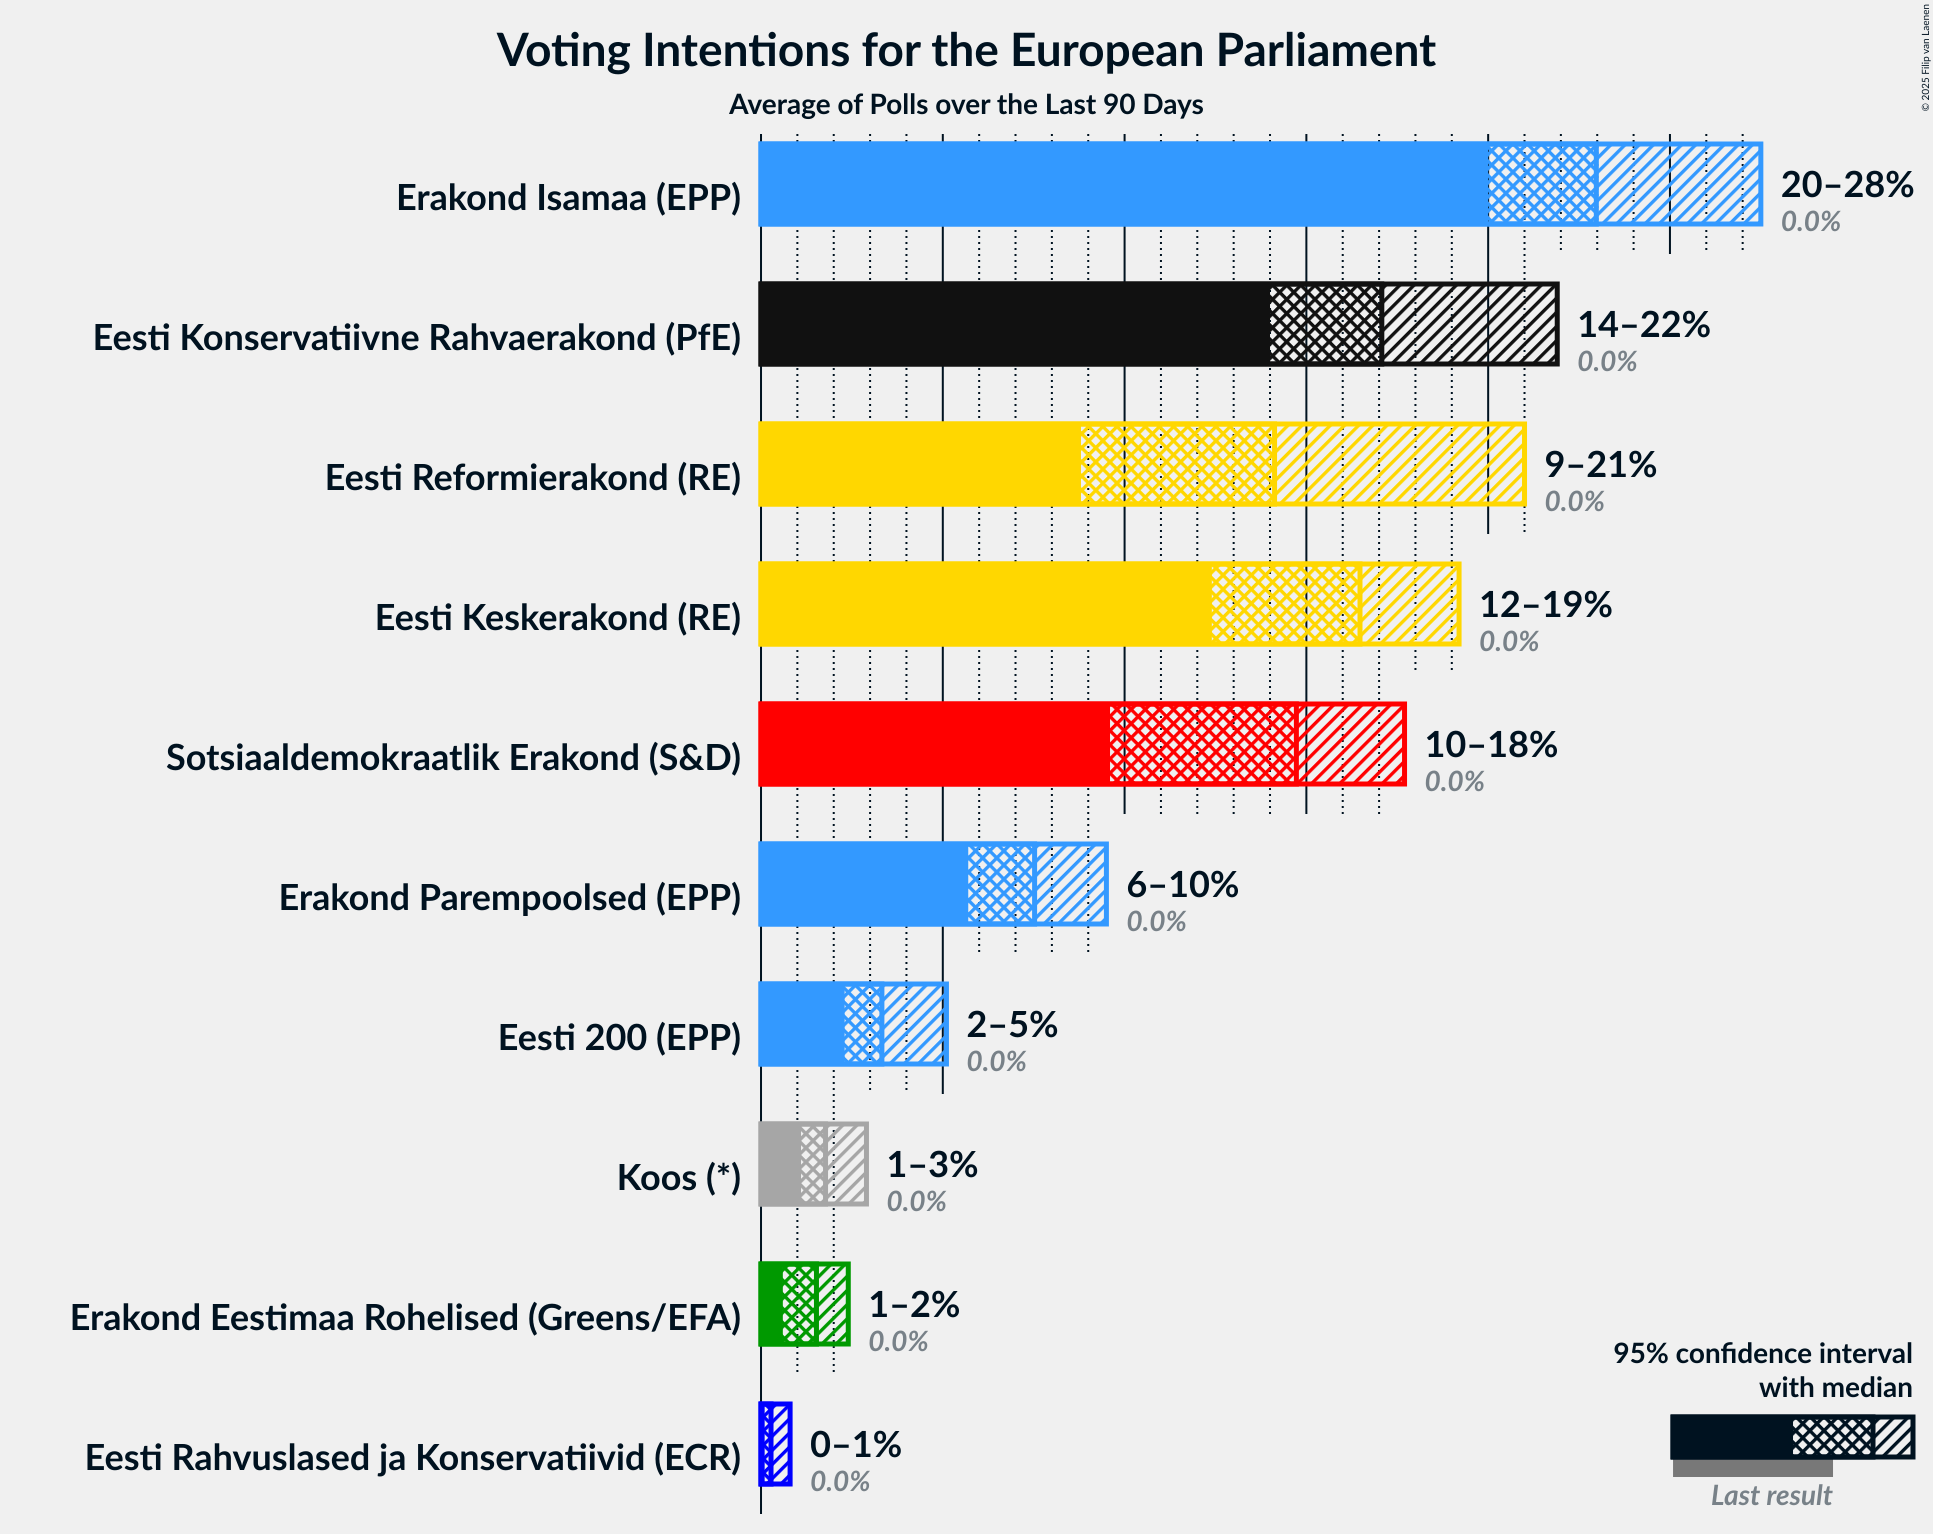 © 2025 Filip van Laenen
Voting Intentions for the European Parliament
Average of Polls over the Last 90 Days
Erakond Isamaa (EPP)
20–28%
0.0%
Eesti Konservatiivne Rahvaerakond (PfE)
14–22%
0.0%
Eesti Reformierakond (RE)
9–21%
0.0%
Eesti Keskerakond (RE)
12–19%
0.0%
Sotsiaaldemokraatlik Erakond (S&D)
10–18%
0.0%
Erakond Parempoolsed (EPP)
6–10%
0.0%
Eesti 200 (EPP)
2–5%
0.0%
Koos (*)
1–3%
0.0%
Erakond Eestimaa Rohelised (Greens/EFA)
1–2%
0.0%
Eesti Rahvuslased ja Konservatiivid (ECR)
0–1%
0.0%
95% confidence interval
with median
Last result